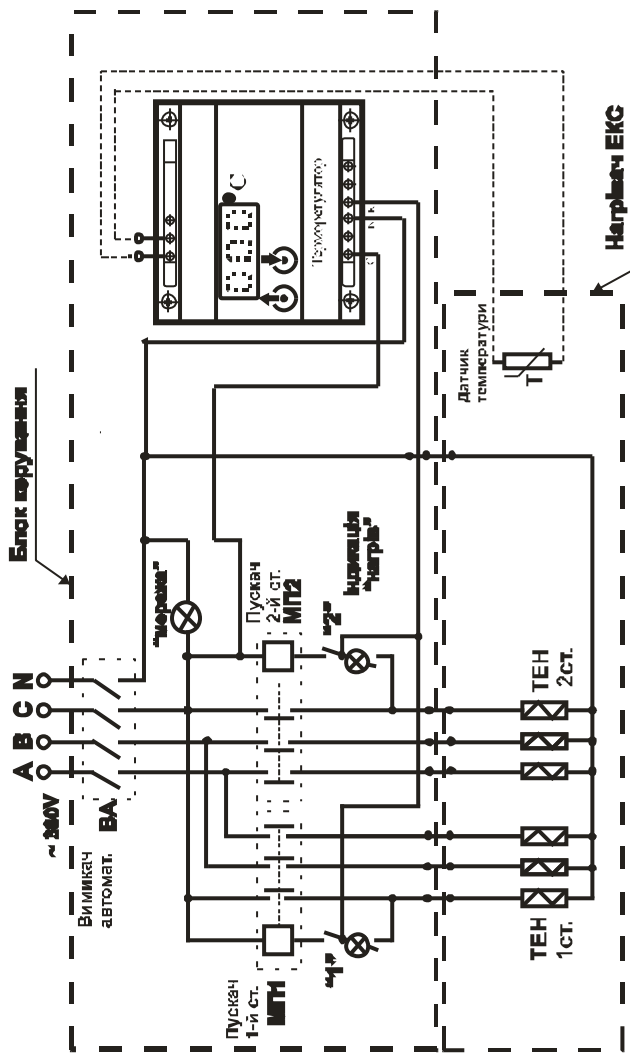 Блок керування
Нагрівач ЕКС
°C
Терморегулятор
Датчик
температури
T
"мережа"
Пускач
2-й ст.
МП2
Індикація
"нагрів"
"2"
N
C
B
A
~ 380V
ВА
Вимикач
автомат.
ТЕН
2ст.
Пускач
1-й ст.
МП1
"1"
ТЕН
1ст.